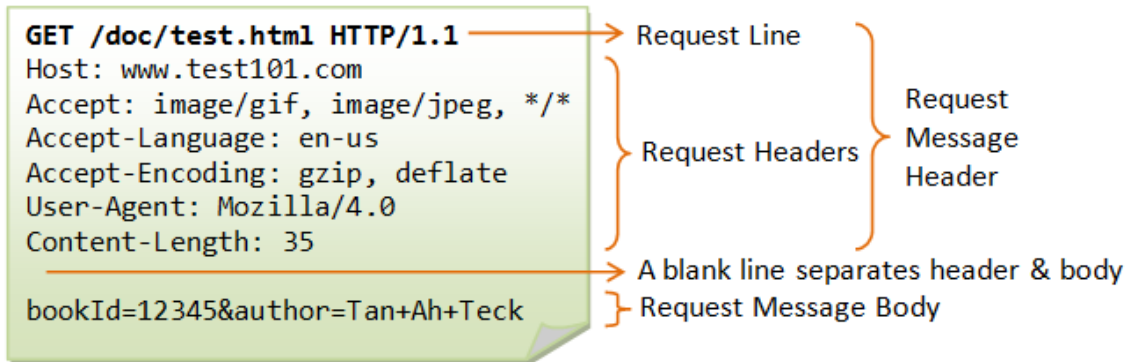 GET /doc/test.html HTTP/1.1
Host: www.test101.com
Accept: image/gif, image/jpeg, */*
Accept-Language: en-us
Accept-Encoding: gzip, deflate
User-Agent: Mozilla/4.0
Content-Length: 35
bookId=12345&author=Tan+Ah+Teck
Request Line
Request Headers
Request
Message
Header
A blank line separates header & body
Request Message Body